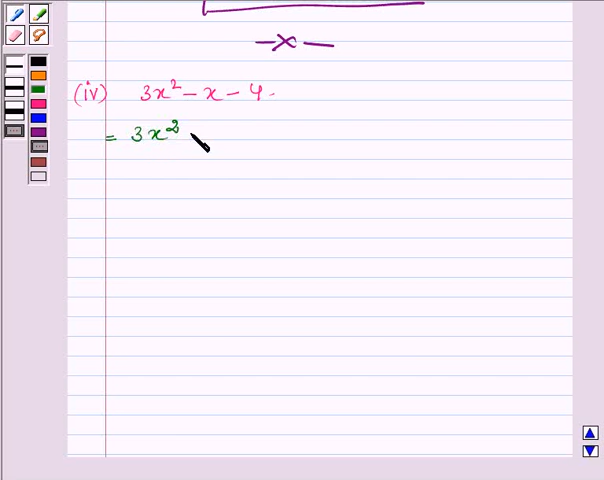 —x—
(iv) 3x² - x - 4.
= 3x²